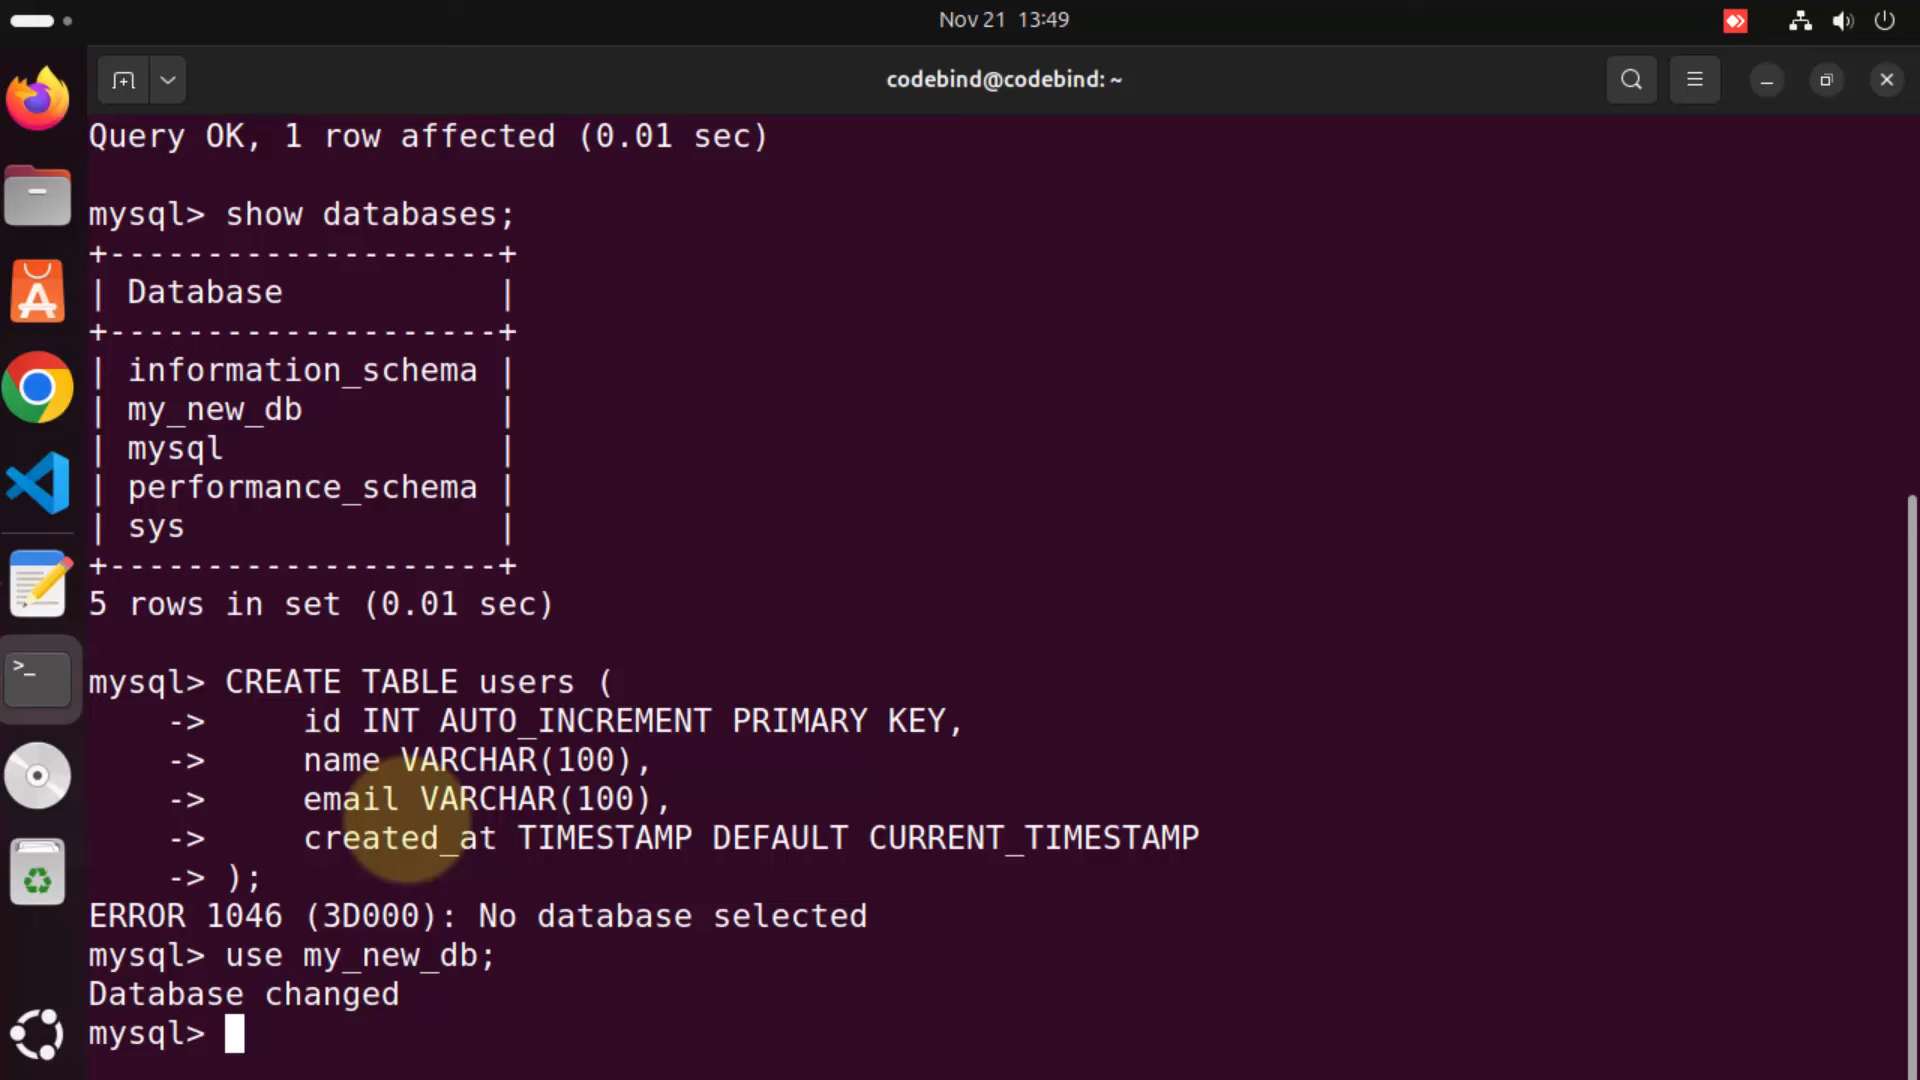 Nov 21 13:49
codebind@codebind: ~
Query OK, 1 row affected (0.01 sec)
mysql> show databases;
+--------------------+
| Database           |
+--------------------+
| information_schema |
| my_new_db          |
| mysql              |
| performance_schema |
| sys                |
+--------------------+
5 rows in set (0.01 sec)
mysql> CREATE TABLE users (
    ->     id INT AUTO_INCREMENT PRIMARY KEY,
    ->     name VARCHAR(100),
    ->     email VARCHAR(100),
    ->     created_at TIMESTAMP DEFAULT CURRENT_TIMESTAMP
    -> );
ERROR 1046 (3D000): No database selected
mysql> use my_new_db;
Database changed
mysql>